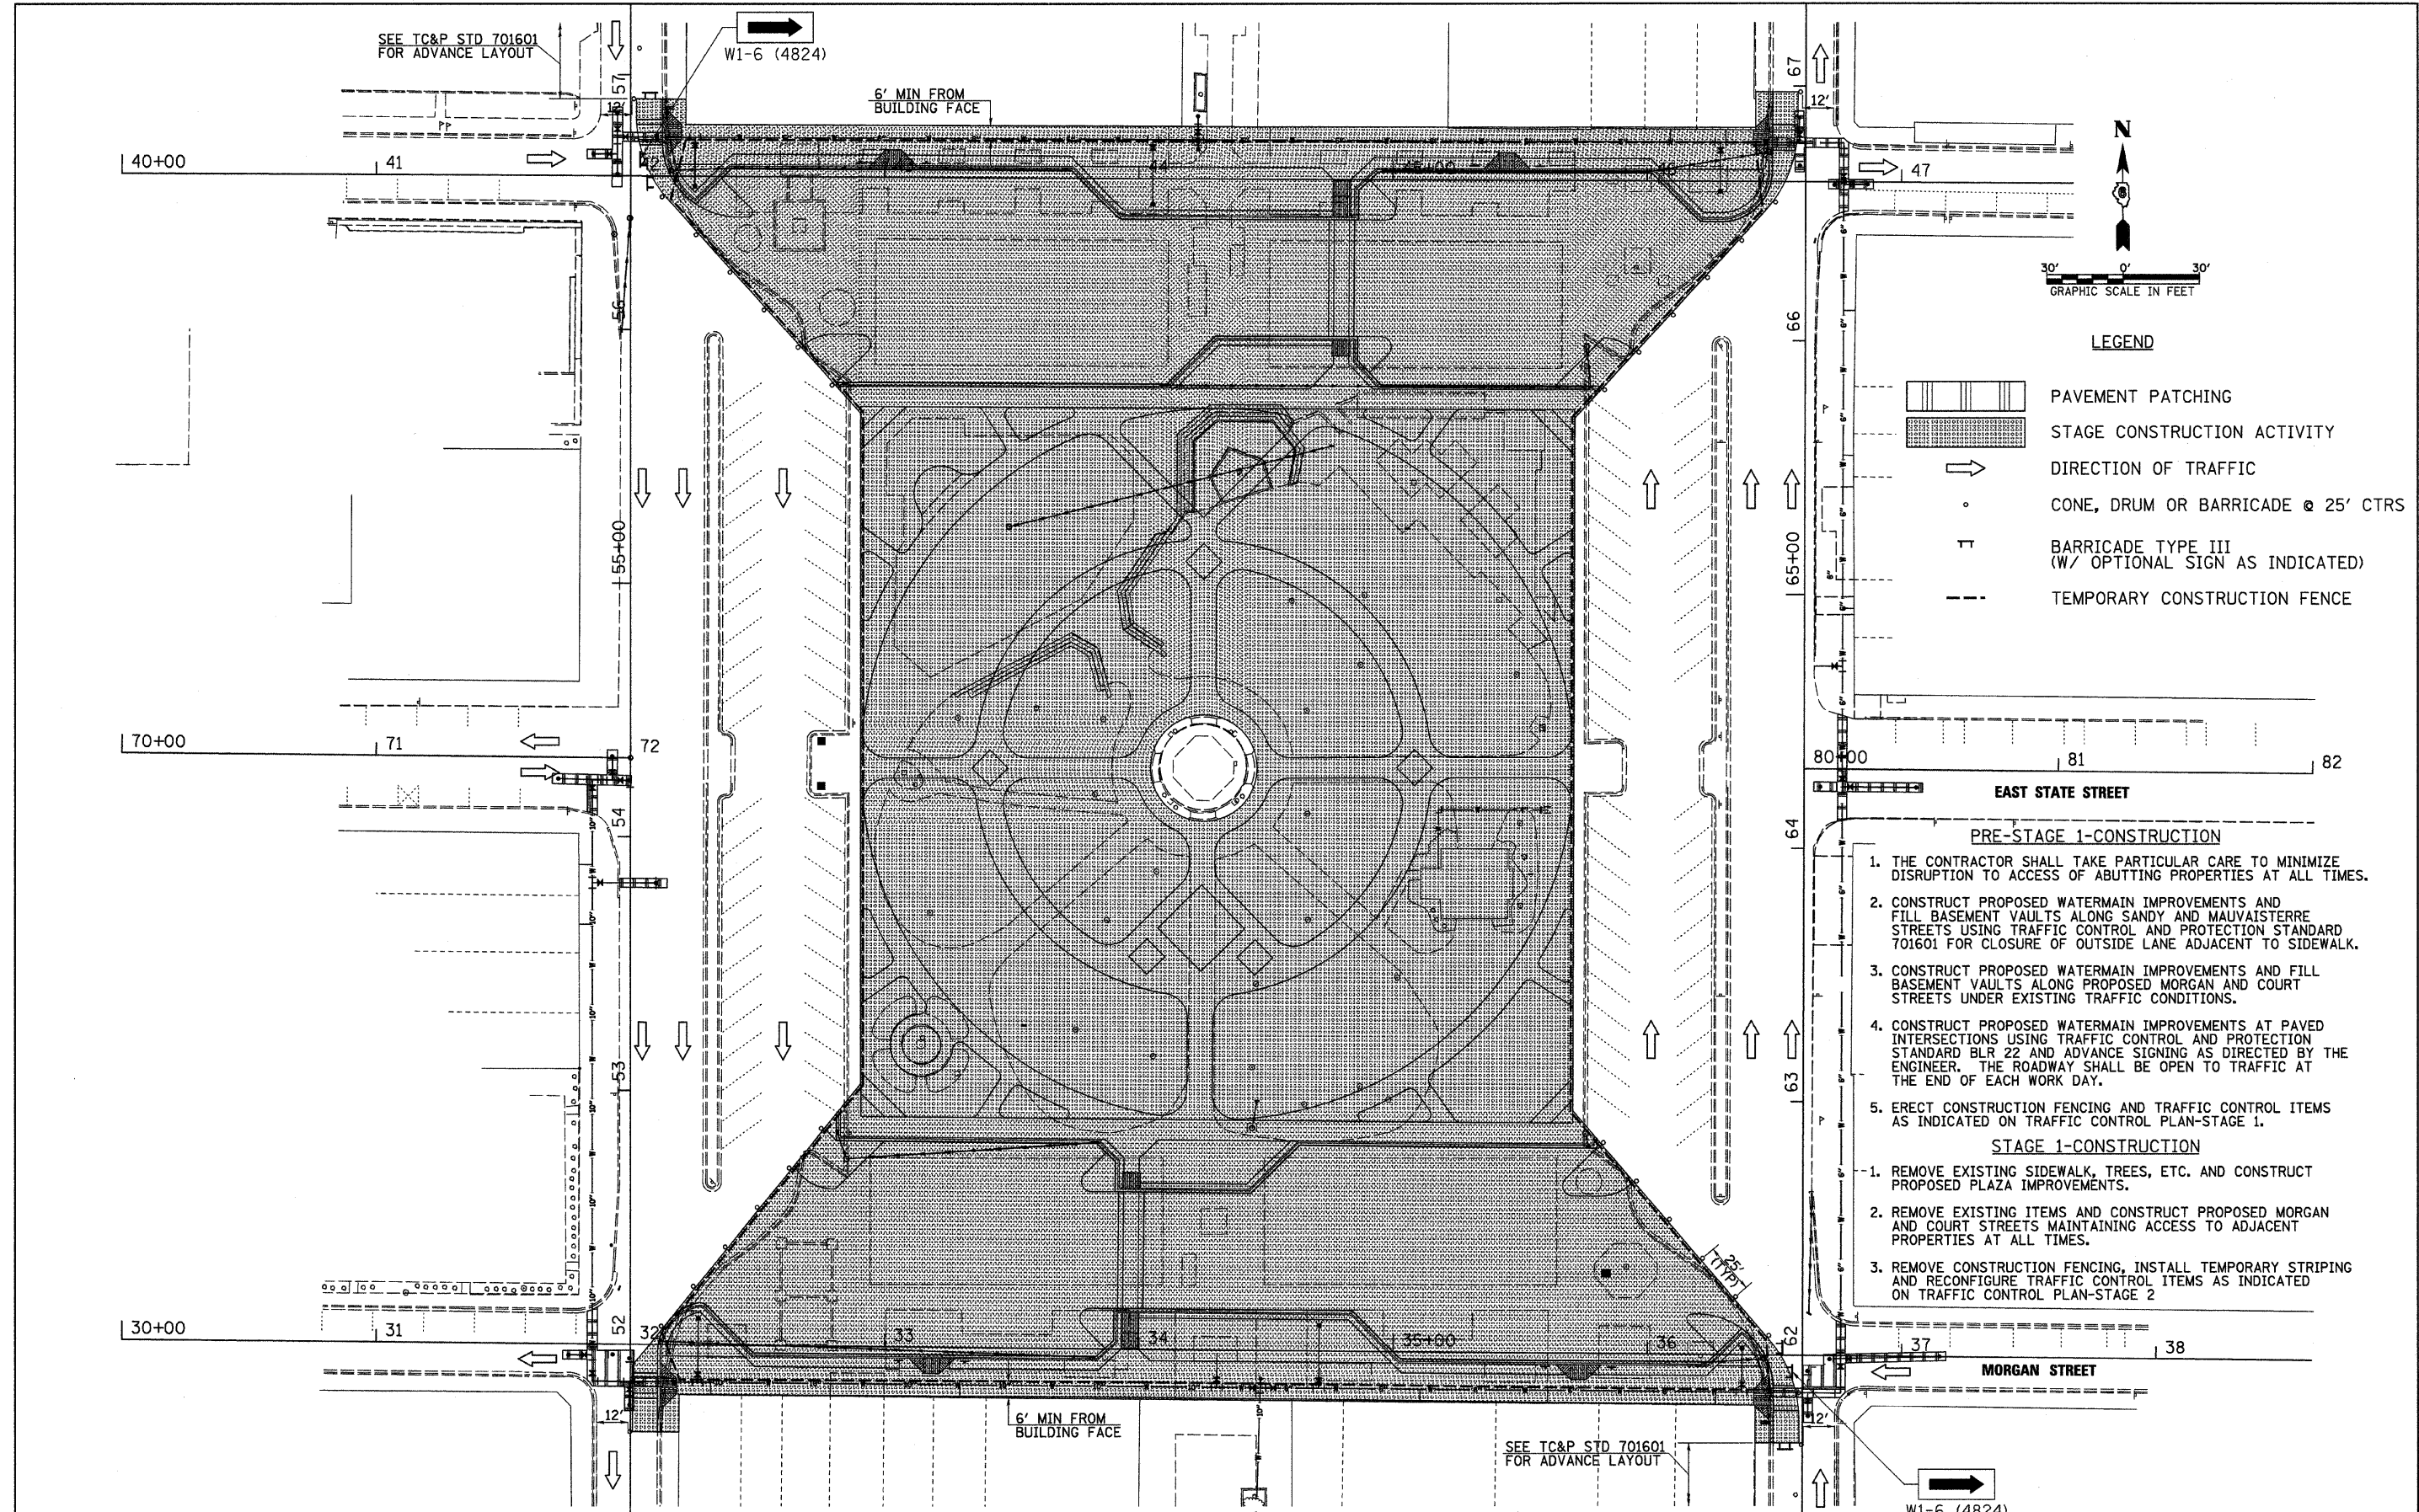 SEE TC&P STD 701601
FOR ADVANCE LAYOUT
W1-6 (4824)
6' MIN FROM
BUILDING FACE
57
67
12'
12'
N
40+00
41
42
44
45+00
46
47
30'
0'
30'
GRAPHIC SCALE IN FEET
56
66
LEGEND
PAVEMENT PATCHING
STAGE CONSTRUCTION ACTIVITY
DIRECTION OF TRAFFIC
CONE, DRUM OR BARRICADE @ 25' CTRS
BARRICADE TYPE III
(W/ OPTIONAL SIGN AS INDICATED)
TEMPORARY CONSTRUCTION FENCE
55+00
65+00
70+00
71
72
80+00
81
82
EAST STATE STREET
54
64
PRE-STAGE 1-CONSTRUCTION
1. THE CONTRACTOR SHALL TAKE PARTICULAR CARE TO MINIMIZE
DISRUPTION TO ACCESS OF ABUTTING PROPERTIES AT ALL TIMES.
2. CONSTRUCT PROPOSED WATERMAIN IMPROVEMENTS AND
FILL BASEMENT VAULTS ALONG SANDY AND MAUVAISTERRE
STREETS USING TRAFFIC CONTROL AND PROTECTION STANDARD
701601 FOR CLOSURE OF OUTSIDE LANE ADJACENT TO SIDEWALK.
3. CONSTRUCT PROPOSED WATERMAIN IMPROVEMENTS AND FILL
BASEMENT VAULTS ALONG PROPOSED MORGAN AND COURT
STREETS UNDER EXISTING TRAFFIC CONDITIONS.
4. CONSTRUCT PROPOSED WATERMAIN IMPROVEMENTS AT PAVED
INTERSECTIONS USING TRAFFIC CONTROL AND PROTECTION
STANDARD BLR 22 AND ADVANCE SIGNING AS DIRECTED BY THE
ENGINEER. THE ROADWAY SHALL BE OPEN TO TRAFFIC AT
THE END OF EACH WORK DAY.
5. ERECT CONSTRUCTION FENCING AND TRAFFIC CONTROL ITEMS
AS INDICATED ON TRAFFIC CONTROL PLAN-STAGE 1.
STAGE 1-CONSTRUCTION
1. REMOVE EXISTING SIDEWALK, TREES, ETC. AND CONSTRUCT
PROPOSED PLAZA IMPROVEMENTS.
2. REMOVE EXISTING ITEMS AND CONSTRUCT PROPOSED MORGAN
AND COURT STREETS MAINTAINING ACCESS TO ADJACENT
PROPERTIES AT ALL TIMES.
3. REMOVE CONSTRUCTION FENCING, INSTALL TEMPORARY STRIPING
AND RECONFIGURE TRAFFIC CONTROL ITEMS AS INDICATED
ON TRAFFIC CONTROL PLAN-STAGE 2
53
63
25'
(TYP)
52
62
30+00
31
32
33
34
35+00
36
37
38
MORGAN STREET
12'
12'
6' MIN FROM
BUILDING FACE
SEE TC&P STD 701601
FOR ADVANCE LAYOUT
W1-6 (4824)